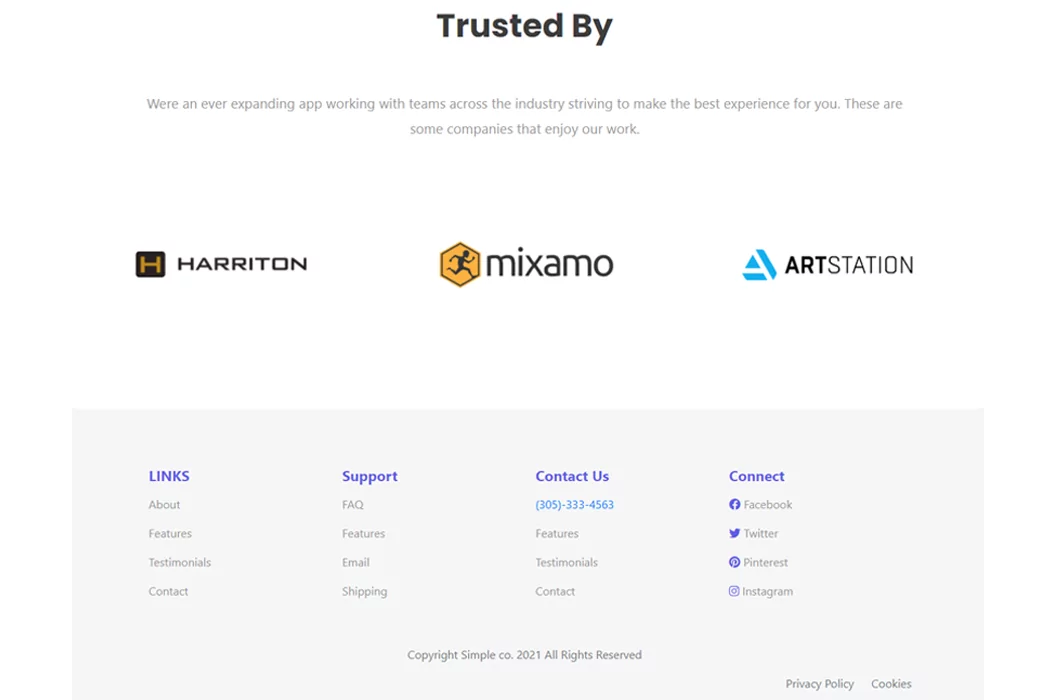 Trusted By
Were an ever expanding app working with teams across the industry striving to make the best experience for you. These are
some companies that enjoy our work.
H HARRITON
mixamo
ARTSTATION
LINKS
About
Features
Testimonials
Contact
Support
FAQ
Features
Email
Shipping
Contact Us
(305)-333-4563
Features
Testimonials
Contact
Connect
Facebook
Twitter
Pinterest
Instagram
Copyright Simple co. 2021 All Rights Reserved
Privacy Policy Cookies